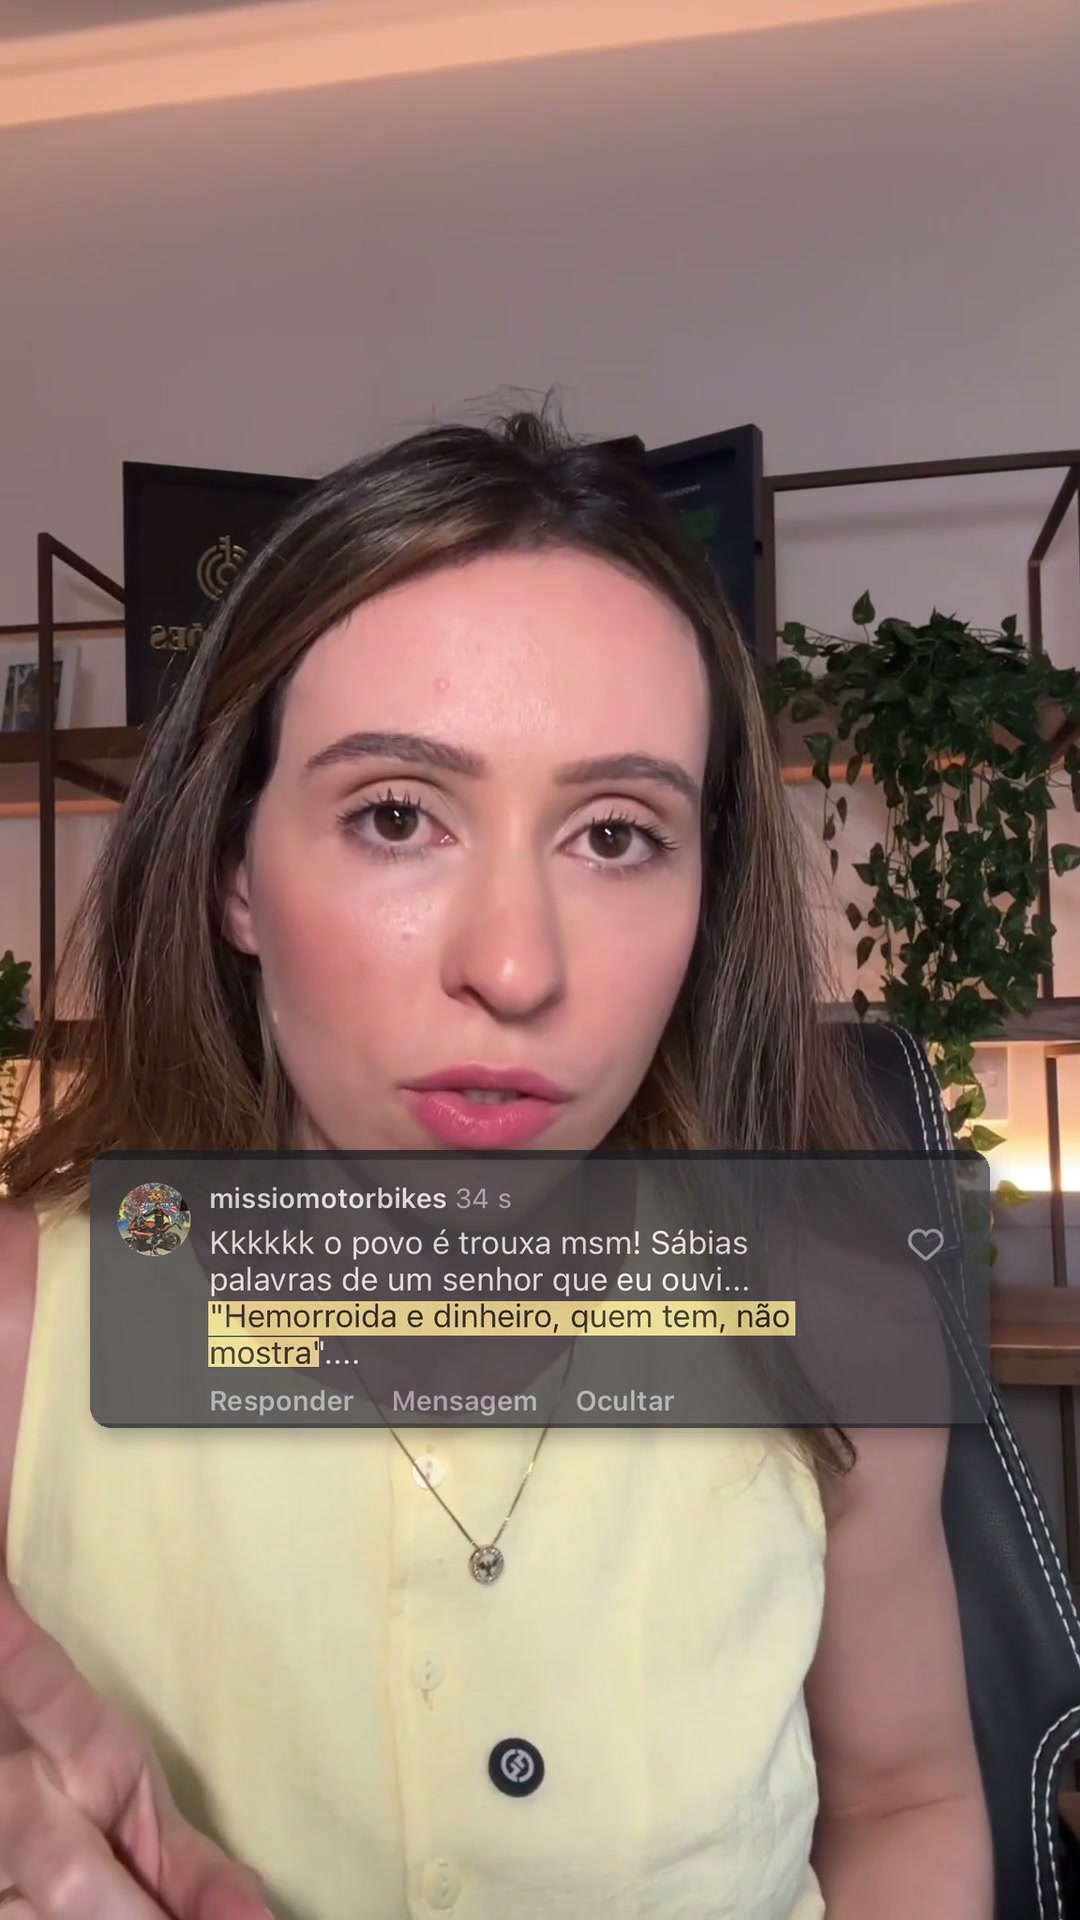 missiomotorbikes 34 s
Kkkkkk o povo é trouxa msm! Sábias
palavras de um senhor que eu ouvi...
"Hemorroida e dinheiro, quem tem, não
mostra"....
Responder Mensagem Ocultar